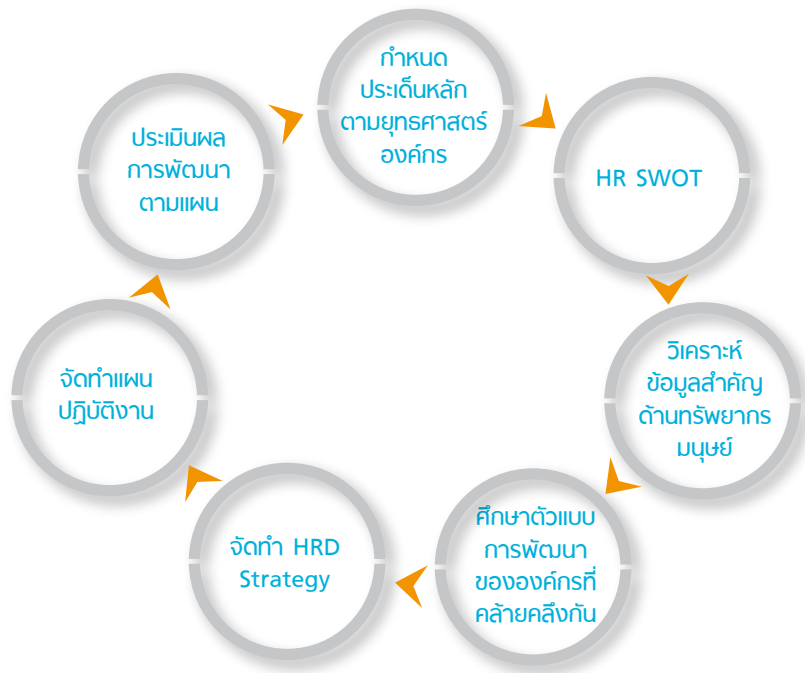 กำหนด
ประเด็นหลัก
ตามยุทธศาสตร์
องค์กร
HR SWOT
วิเคราะห์
ข้อมูลสำคัญ
ด้านทรัพยากร
มนุษย์
ศึกษาตัวแบบ
การพัฒนา
ขององค์กรที่
คล้ายคลึงกัน
จัดทำ HRD
Strategy
จัดทำแผน
ปฏิบัติงาน
ประเมินผล
การพัฒนา
ตามแผน